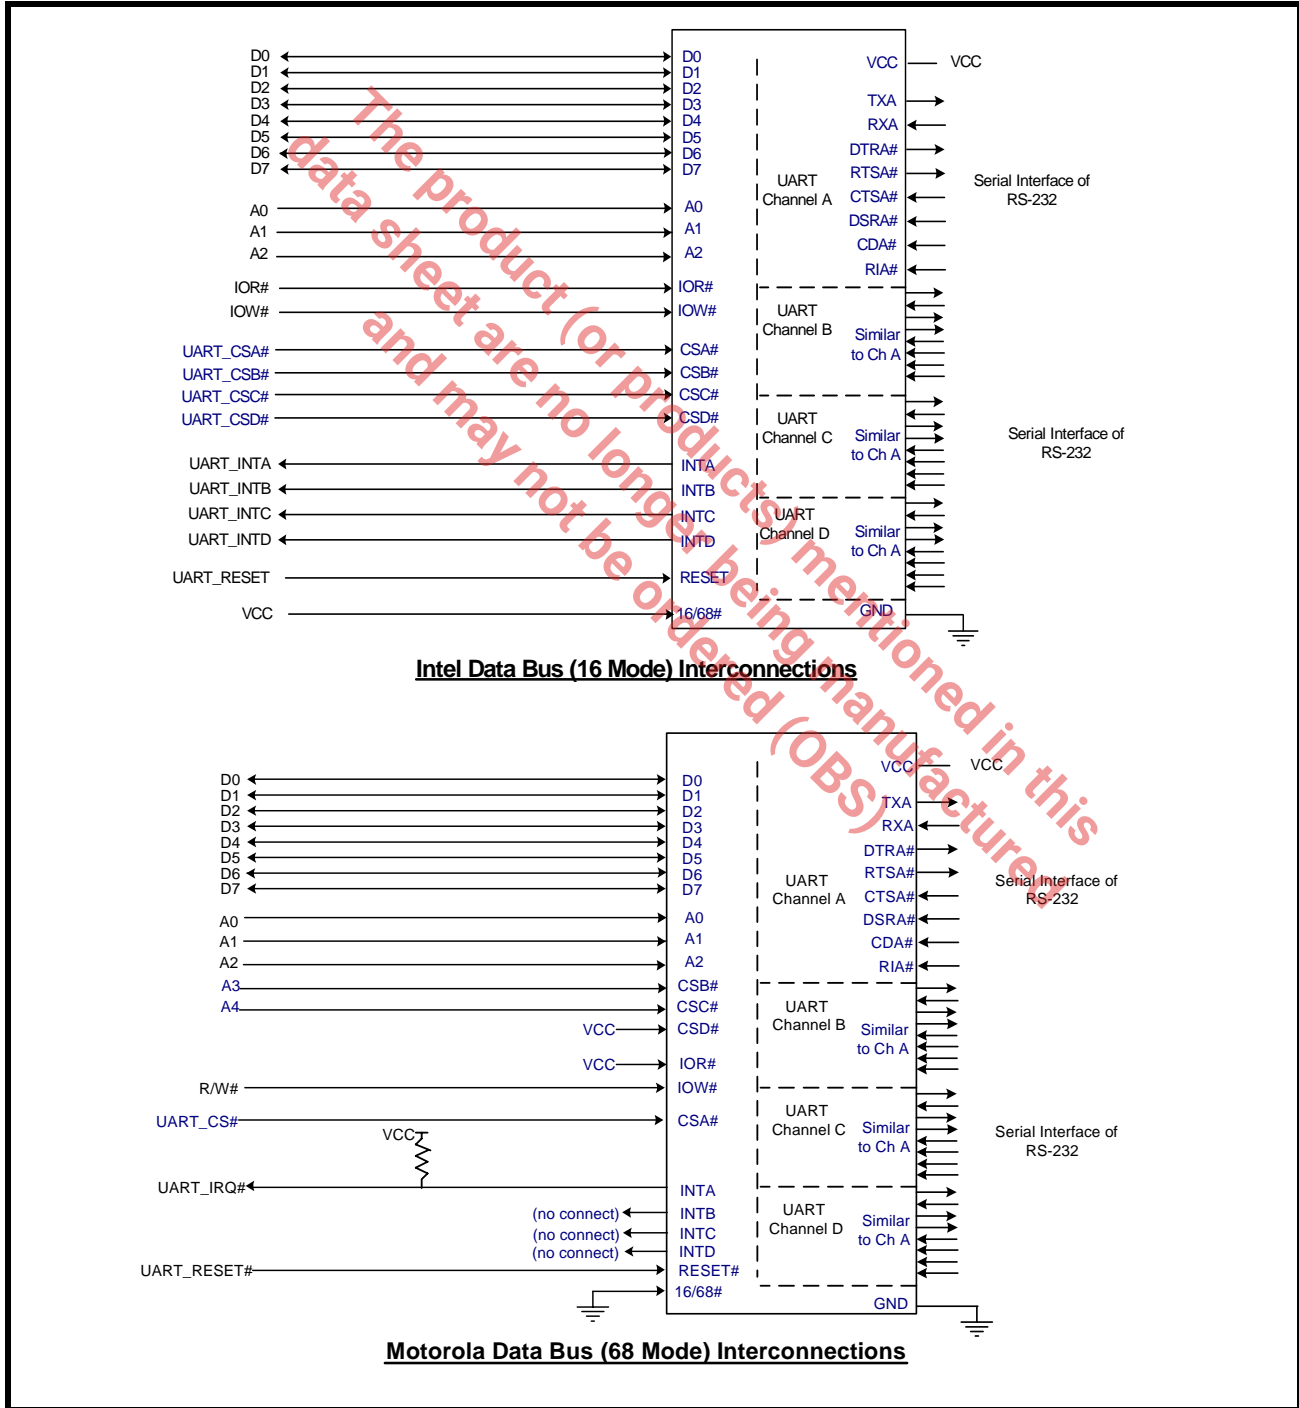 D0 D0
D1 D1
D2 D2
D3 D3
D4 D4
D5 D5
D6 D6
D7 D7
A0 A0
A1 A1
A2 A2
IOR# IOR#
IOW# IOW#
UART_CSA# CSA#
UART_CSB# CSB#
UART_CSC# CSC#
UART_CSD# CSD#
UART_INTA INTA
UART_INTB INTB
UART_INTC INTC
UART_INTD INTD
UART_RESET RESET
VCC 16/68#
UART
Channel A
UART
Channel B
UART
Channel C
UART
Channel D
VCC VCC
TXA
RXA
DTRA#
RTSA#
CTSA#
DSRA#
CDA#
RIA#
Similar
to Ch A
Similar
to Ch A
Similar
to Ch A
GND
Serial Interface of
RS-232
Serial Interface of
RS-232
Intel Data Bus (16 Mode) Interconnections
The product (or products) mentioned in this
data sheet are no longer being manufactured
and may not be ordered (OBS)
D0 D0
D1 D1
D2 D2
D3 D3
D4 D4
D5 D5
D6 D6
D7 D7
A0 A0
A1 A1
A2 A2
A3 CSB#
A4 CSC#
VCC CSD#
VCC IOR#
R/W# IOW#
UART_CS# CSA#
VCC
UART_IRQ# INTA
(no connect) INTB
(no connect) INTC
(no connect) INTD
UART_RESET# RESET#
16/68#
UART
Channel A
UART
Channel B
UART
Channel C
UART
Channel D
VCC VCC
TXA
RXA
DTRA#
RTSA#
CTSA#
DSRA#
CDA#
RIA#
Similar
to Ch A
Similar
to Ch A
Similar
to Ch A
GND
Serial Interface of
RS-232
Serial Interface of
RS-232
Motorola Data Bus (68 Mode) Interconnections